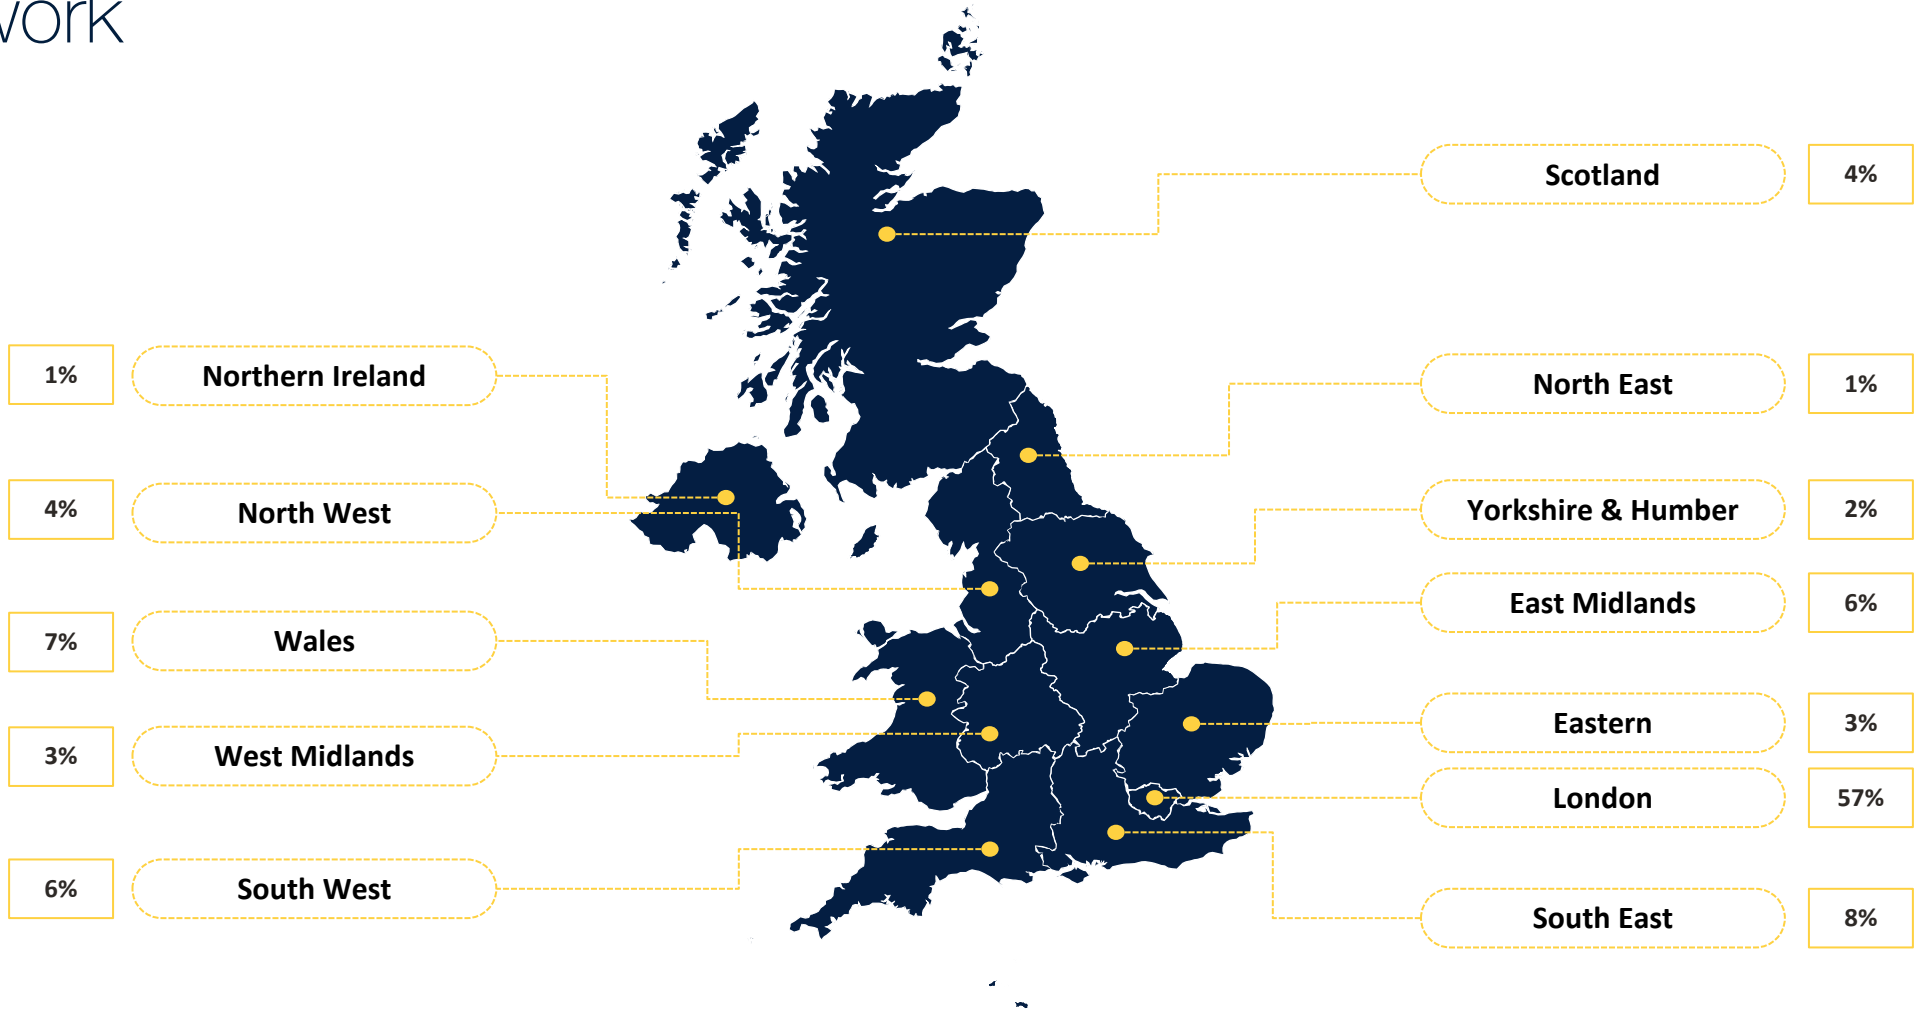 work
Scotland 4%
1% Northern Ireland
North East 1%
4% North West
Yorkshire & Humber 2%
East Midlands 6%
7% Wales
Eastern 3%
3% West Midlands
London 57%
6% South West
South East 8%